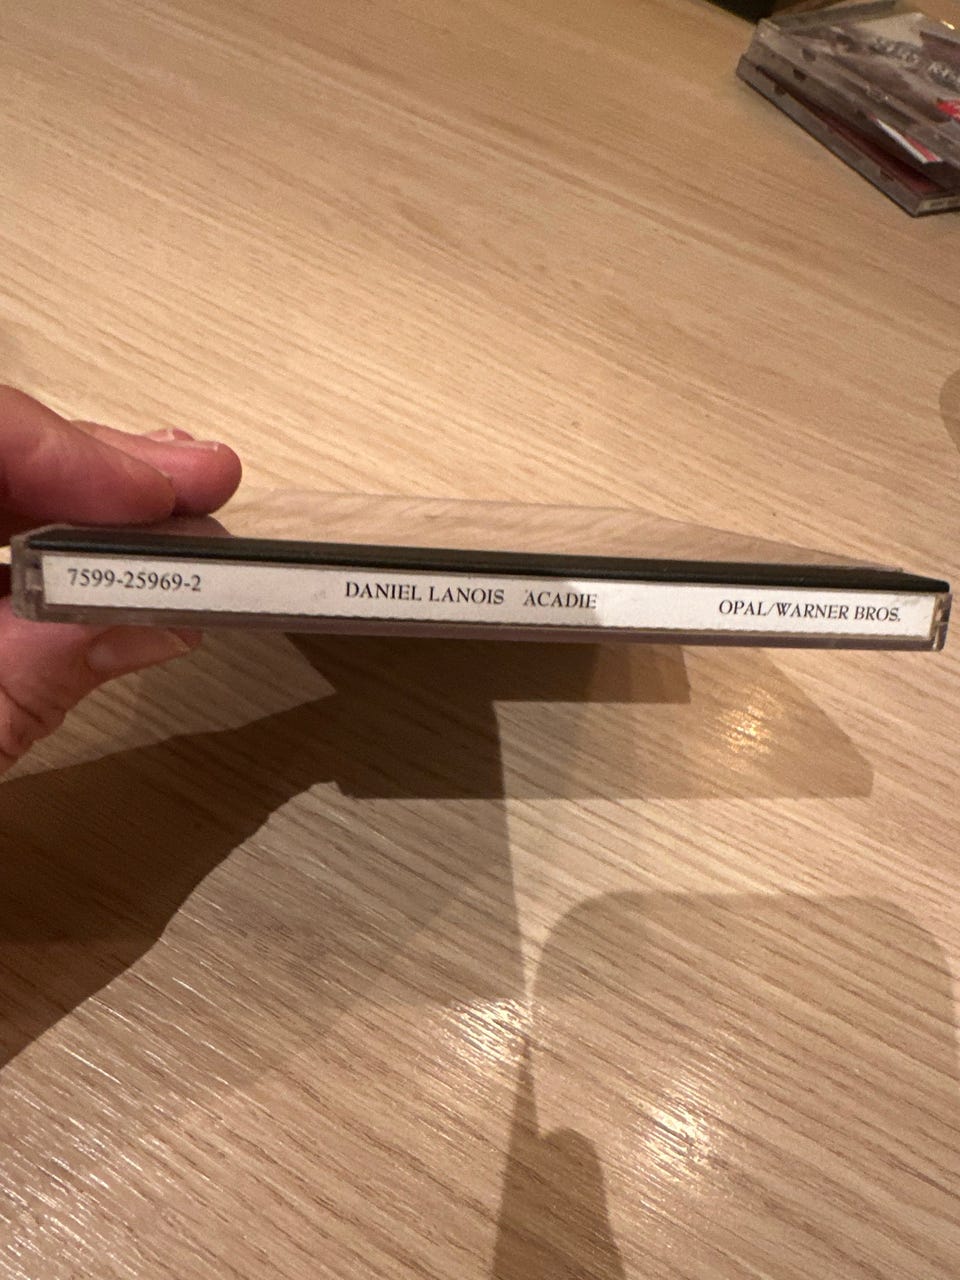 7599-25969-2 DANIEL LANOIS ACADIE OPAL/WARNER BROS.